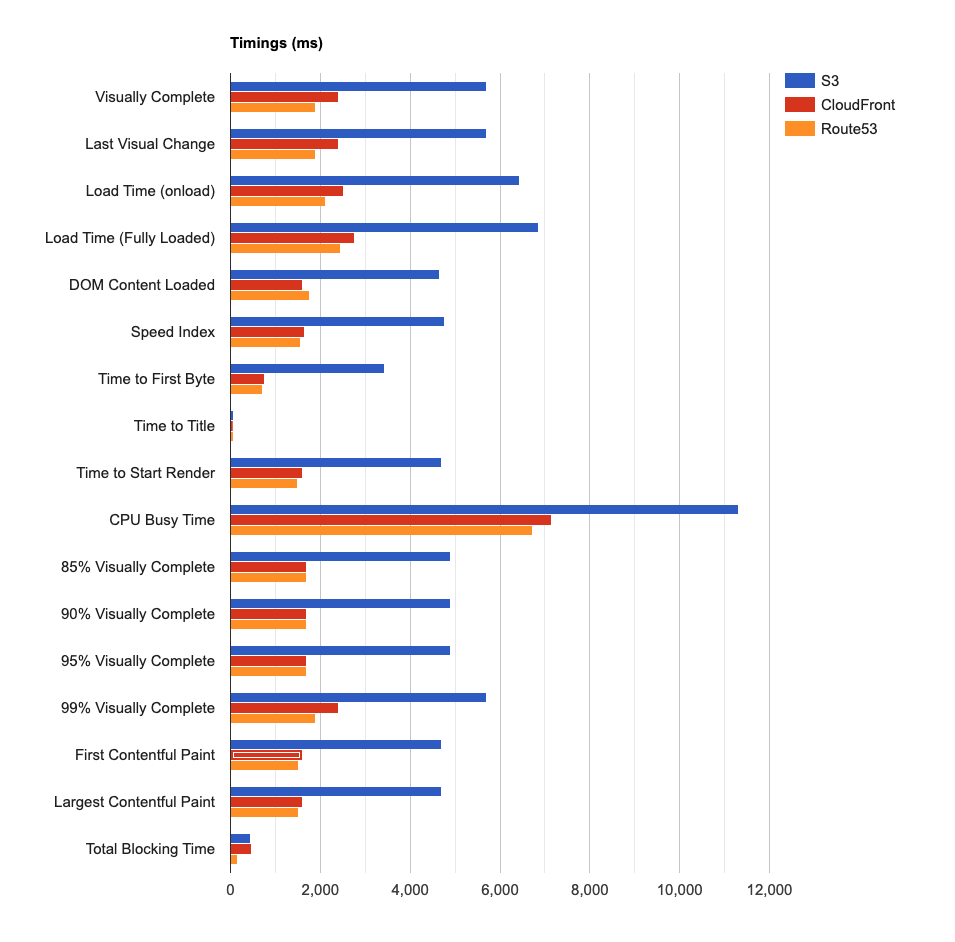 Timings (ms)
S3
CloudFront
Route53
Visually Complete
Last Visual Change
Load Time (onload)
Load Time (Fully Loaded)
DOM Content Loaded
Speed Index
Time to First Byte
Time to Title
Time to Start Render
CPU Busy Time
85% Visually Complete
90% Visually Complete
95% Visually Complete
99% Visually Complete
First Contentful Paint
Largest Contentful Paint
Total Blocking Time
0 2,000 4,000 6,000 8,000 10,000 12,000